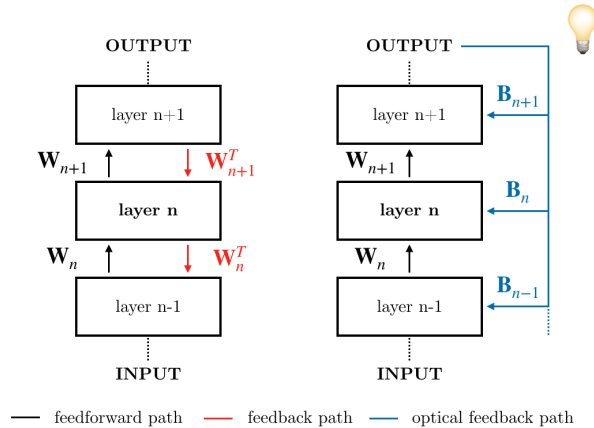 OUTPUT
layer n+1
W_{n+1} W^T_{n+1}
layer n
W_n W^T_n
layer n-1
INPUT
OUTPUT
B_{n+1}
layer n+1
W_{n+1}
B_n
layer n
W_n
B_{n−1}
layer n-1
INPUT
feedforward path feedback path optical feedback path